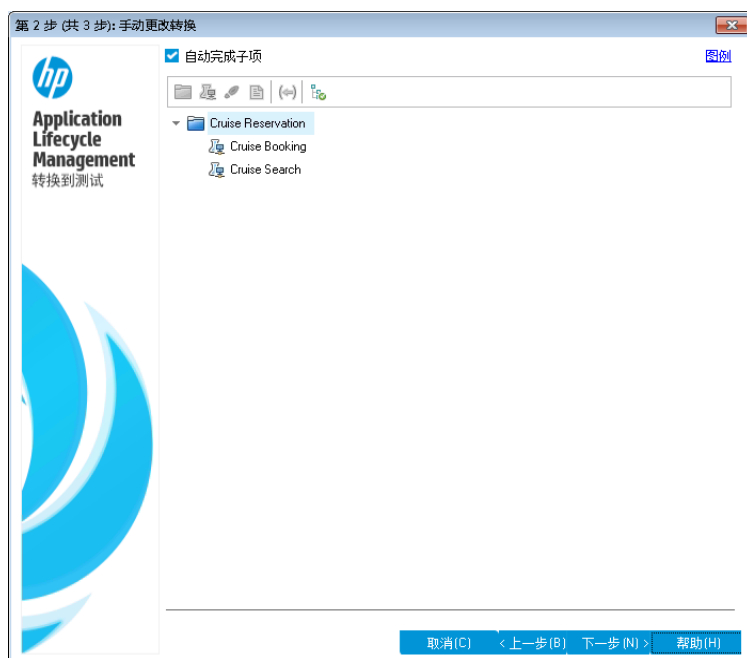 第 2 步 (共 3 步): 手动更改转换
自动完成子项
图例
hp
Application
Lifecycle
Management
转换到测试
Cruise Reservation
Cruise Booking
Cruise Search
取消(C)
< 上一步(B)
下一步(N) >
帮助(H)